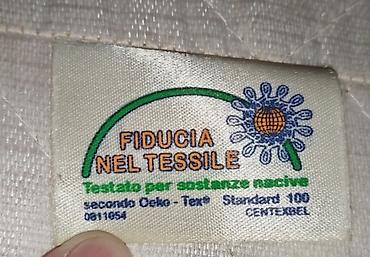 FIDUCIA
NEL TESSILE
Testato per sostanze nocive
secondo Oeko - Tex® Standard 100
0811054 CENTEXBEL